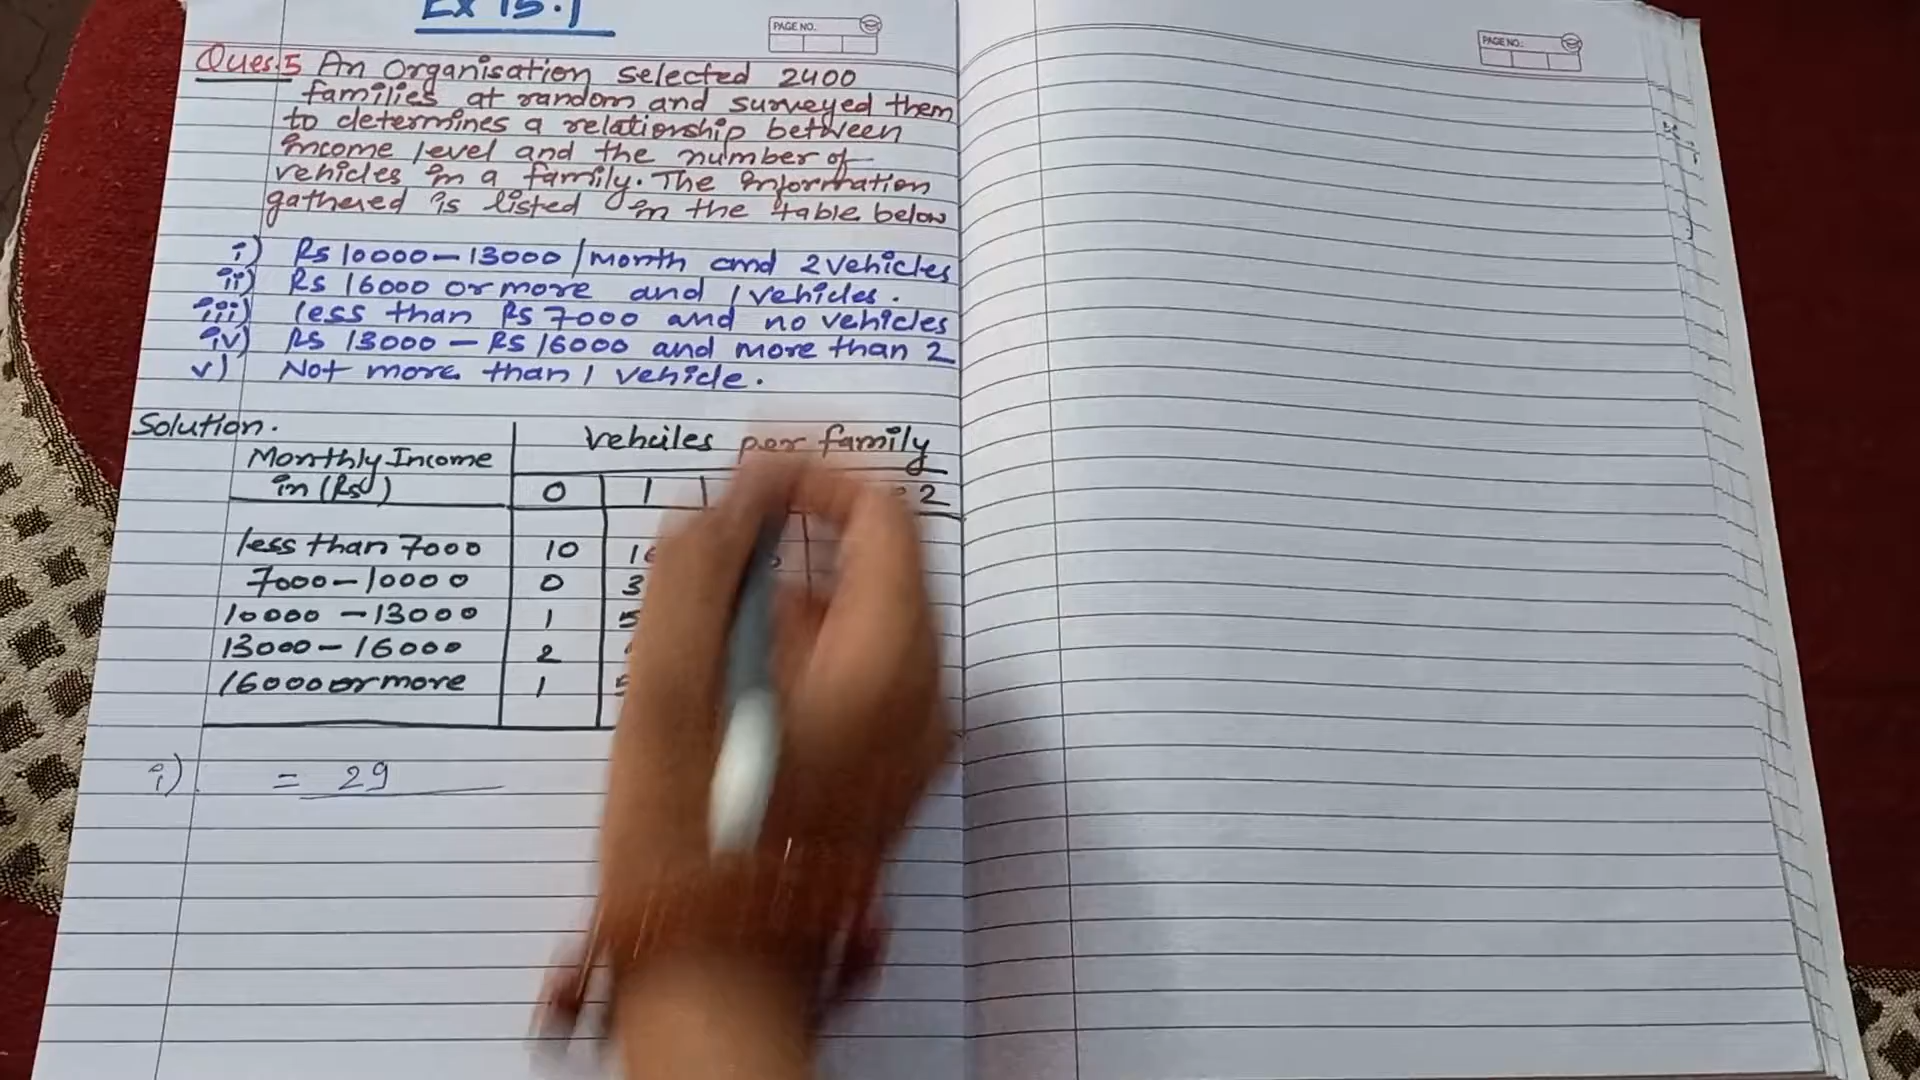 Ex 15.1
PAGE NO.
PAGE NO.:
Ques.5 An Organisation selected 2400
families at random and surveyed them
to determines a relationship between
income level and the number of
vehicles in a family. The information
gathered is listed in the table below
i) Rs 10000-13000/month and 2 vehicles
ii) Rs 16000 or more and 1 vehicles.
iii) less than Rs 7000 and no vehicles
iv) Rs 13000 - Rs 16000 and more than 2
v) Not more than 1 vehicle.
Solution.
Monthly Income
in (Rs)
Vehciles per family
0 1 2
less than 7000 10
7000-10000 0
10000-13000 1
13000-16000 2
16000 or more 1
i) = 29